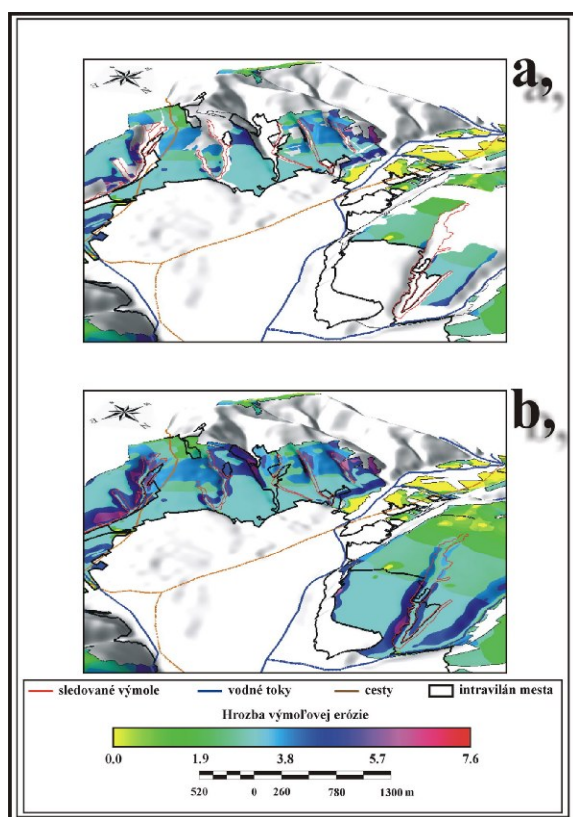 a,
b,
sledované výmole vodné toky cesty intravilán mesta
Hrozba výmoľovej erózie
0.0 1.9 3.8 5.7 7.6
520 0 260 780 1300 m